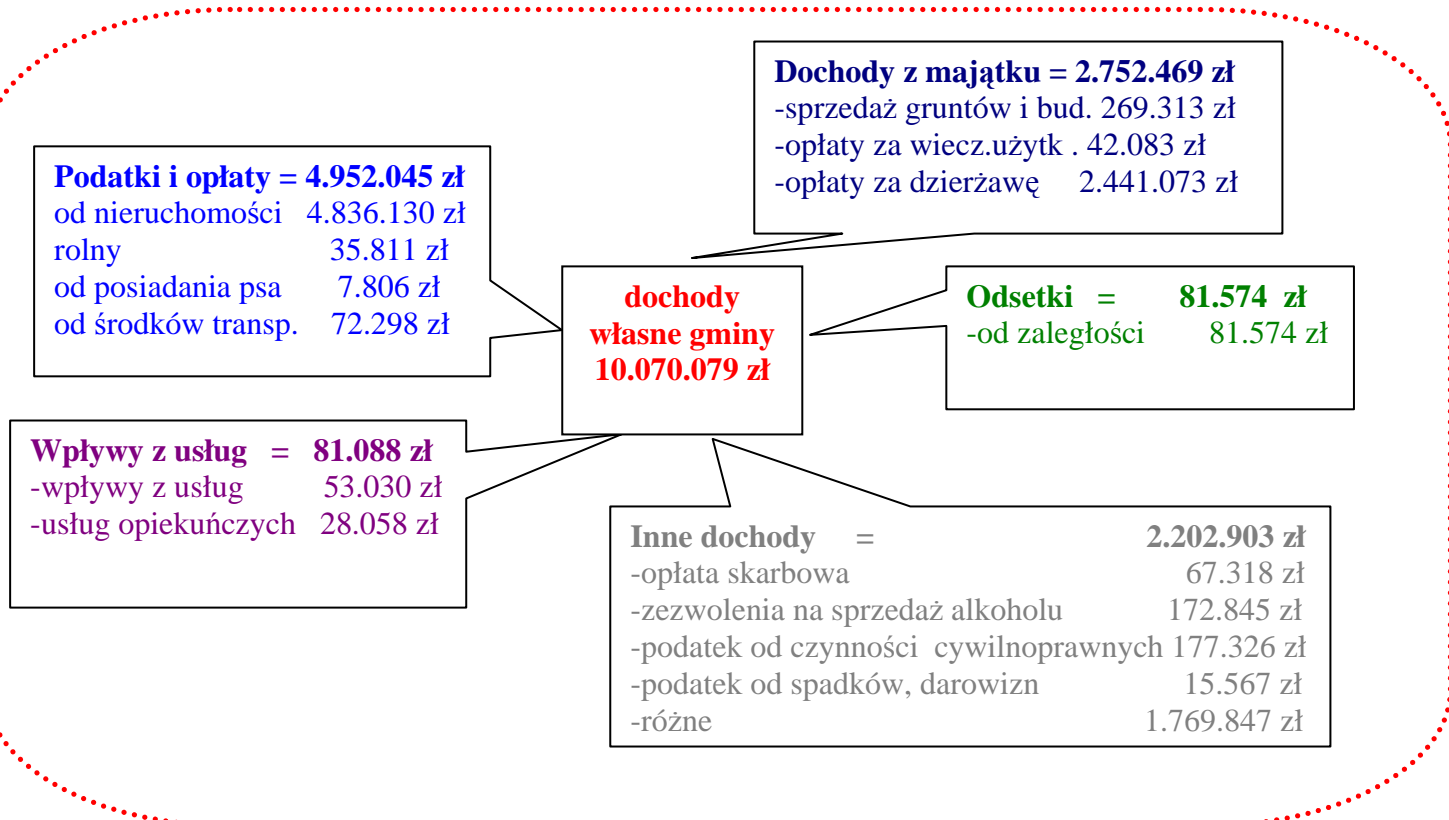 Dochody z majątku = 2.752.469 zł
-sprzedaż gruntów i bud. 269.313 zł
-opłaty za wiecz.użytk . 42.083 zł
-opłaty za dzierżawę 2.441.073 zł
Podatki i opłaty = 4.952.045 zł
od nieruchomości 4.836.130 zł
rolny 35.811 zł
od posiadania psa 7.806 zł
od środków transp. 72.298 zł
dochody
własne gminy
10.070.079 zł
Odsetki = 81.574 zł
-od zaległości 81.574 zł
Wpływy z usług = 81.088 zł
-wpływy z usług 53.030 zł
-usług opiekuńczych 28.058 zł
Inne dochody = 2.202.903 zł
-opłata skarbowa 67.318 zł
-zezwolenia na sprzedaż alkoholu 172.845 zł
-podatek od czynności cywilnoprawnych 177.326 zł
-podatek od spadków, darowizn 15.567 zł
-różne 1.769.847 zł